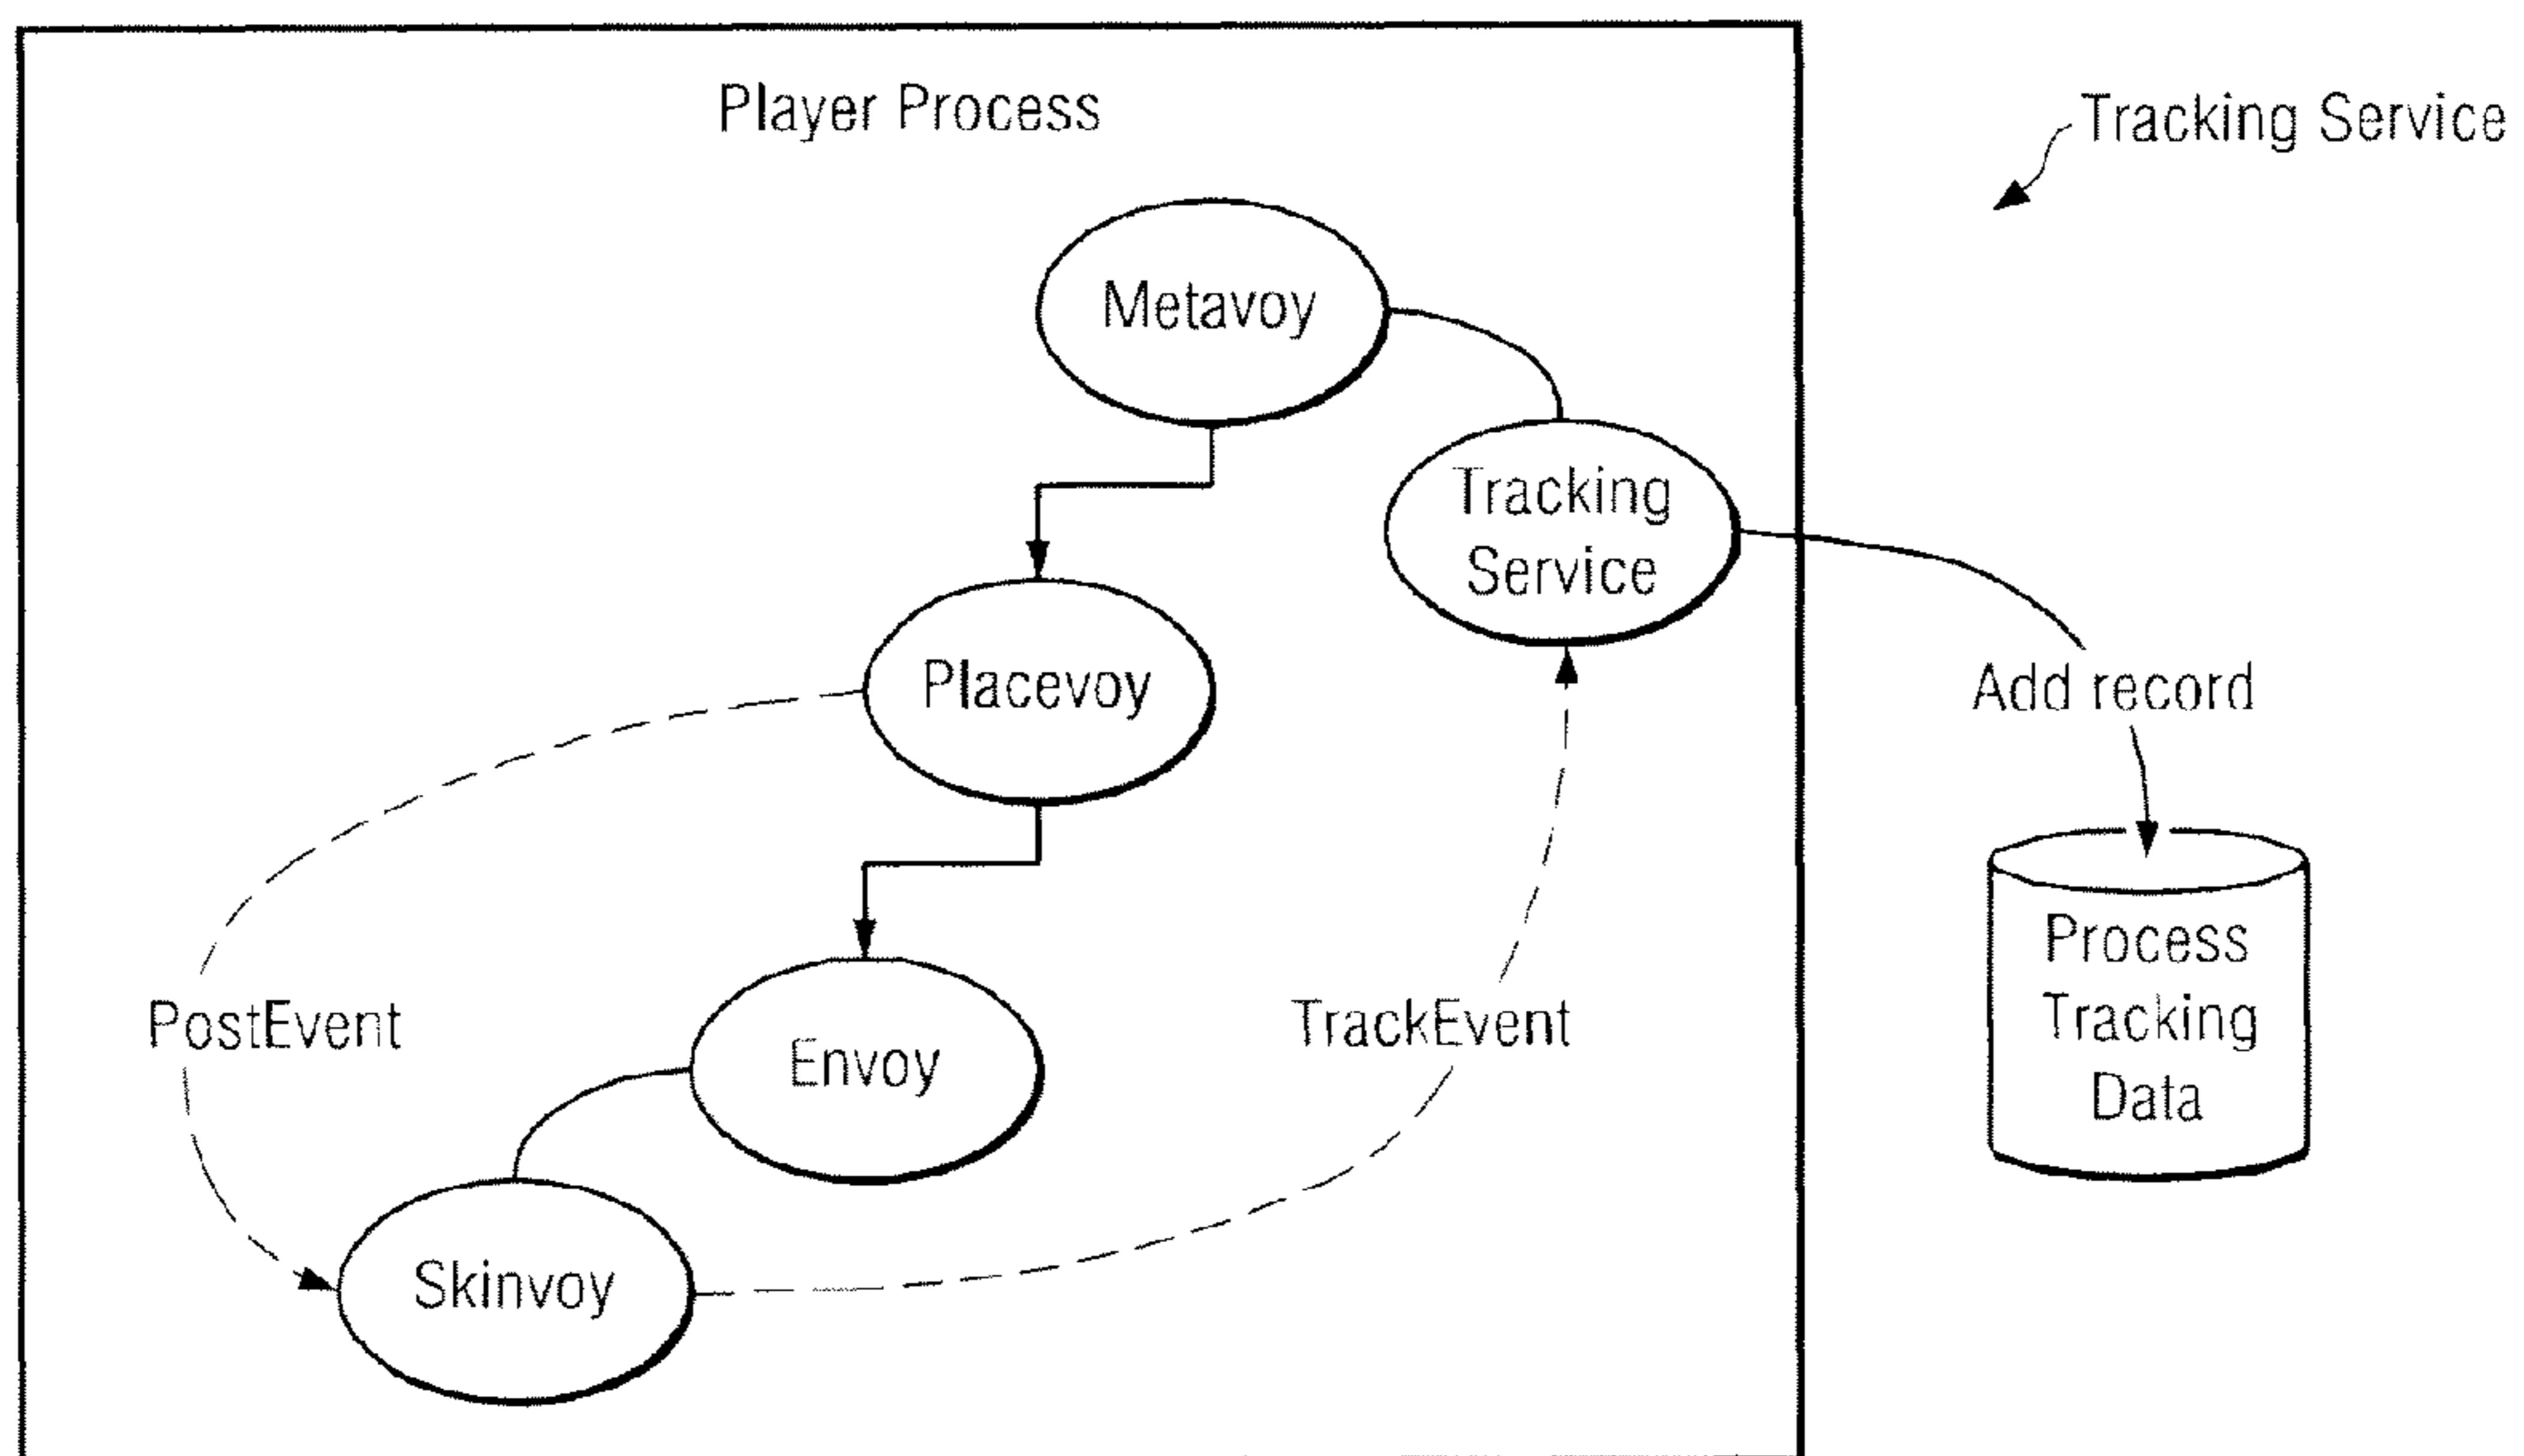 Player Process
Tracking Service
Metavoy
Tracking
Service
Placevoy
Add record
PostEvent
Envoy
TrackEvent
Process
Tracking
Data
Skinvoy